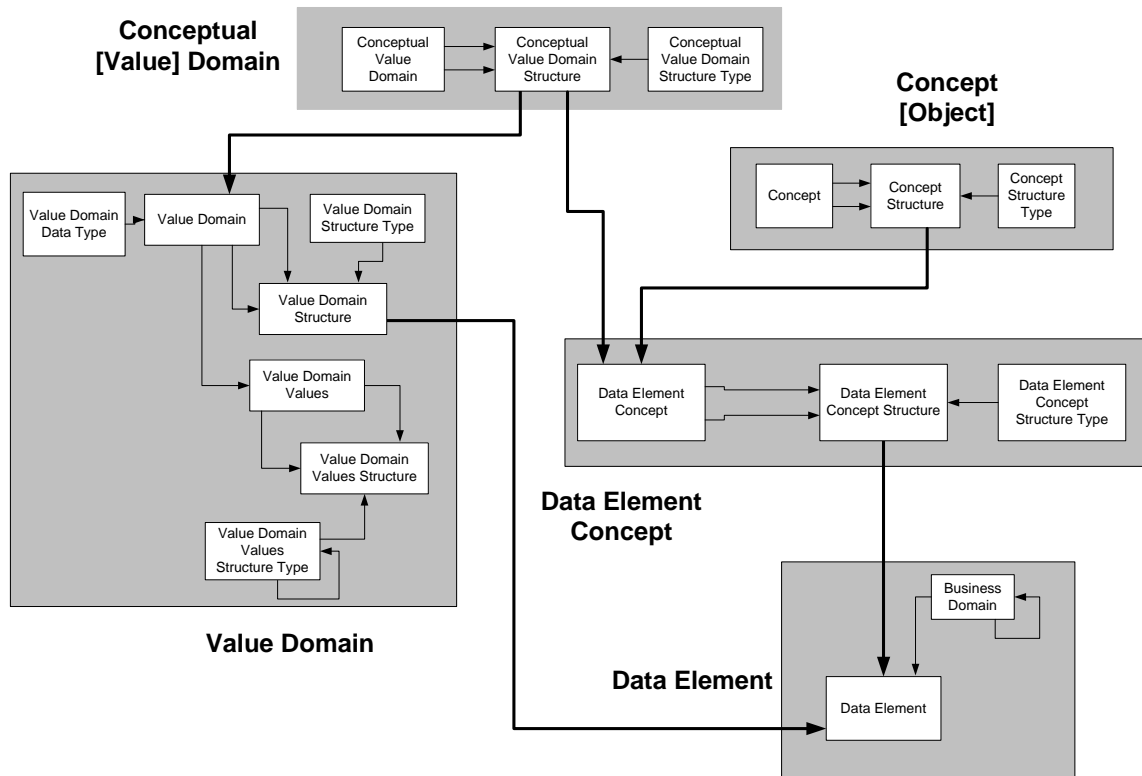 Conceptual
[Value] Domain
Conceptual
Value
Domain
Conceptual
Value Domain
Structure
Conceptual
Value Domain
Structure Type
Concept
[Object]
Concept
Concept
Structure
Concept
Structure
Type
Value Domain
Data Type
Value Domain
Value Domain
Structure Type
Value Domain
Structure
Value Domain
Values
Value Domain
Values Structure
Value Domain
Values
Structure Type
Value Domain
Data Element
Concept
Data Element
Concept Structure
Data Element
Concept
Structure Type
Data Element
Concept
Business
Domain
Data Element
Data Element